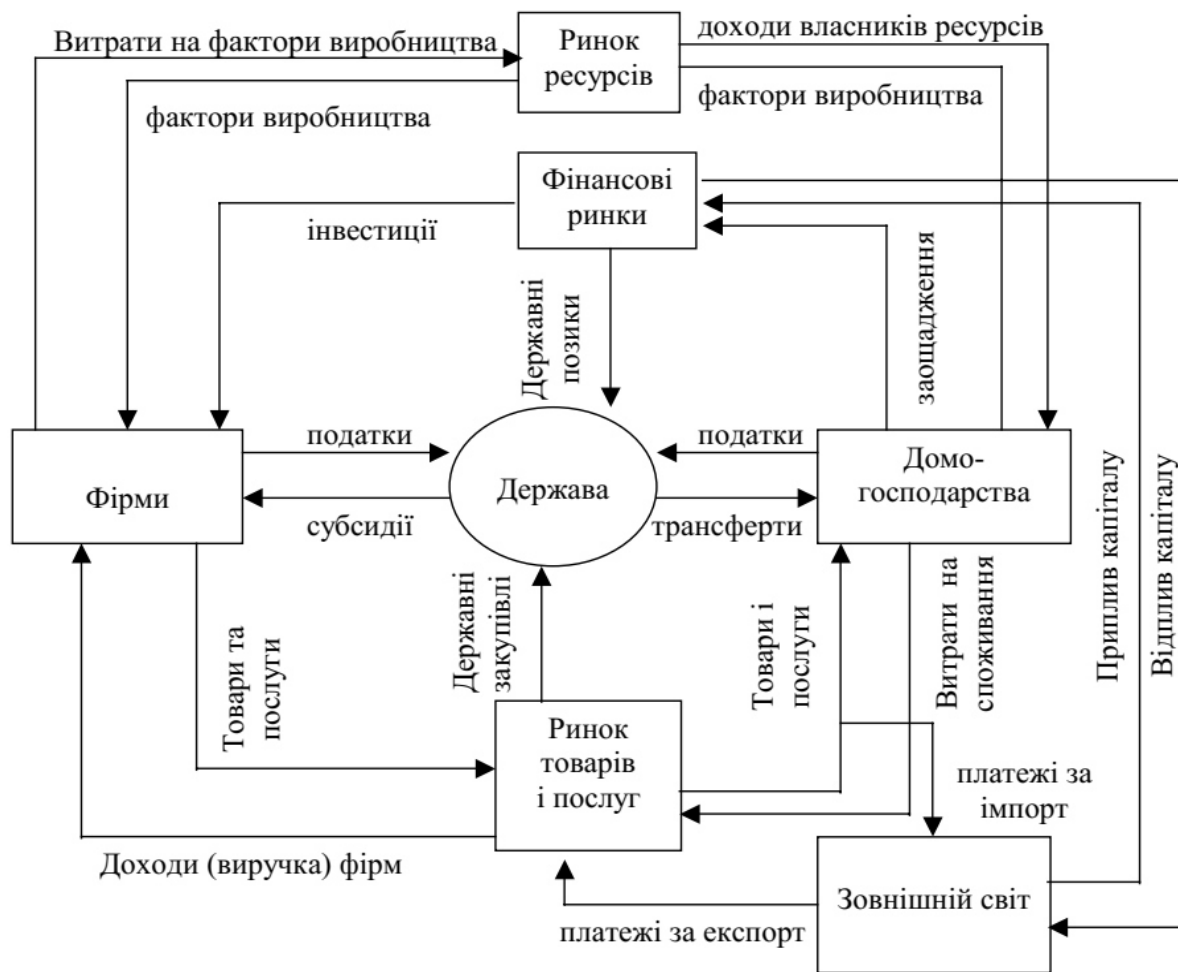 Витрати на фактори виробництва
Ринок
ресурсів
доходи власників ресурсів
фактори виробництва
фактори виробництва
Фінансові
ринки
інвестиції
Державні
позики
заощадження
Фірми
податки
субсидії
Держава
податки
трансферти
Домо-
господарства
Приплив капіталу
Відплив капіталу
Товари та
послуги
Державні
закупівлі
Товари і
послуги
Витрати на
споживання
Ринок
товарів
і послуг
платежі за
імпорт
Доходи (виручка) фірм
платежі за експорт
Зовнішній світ